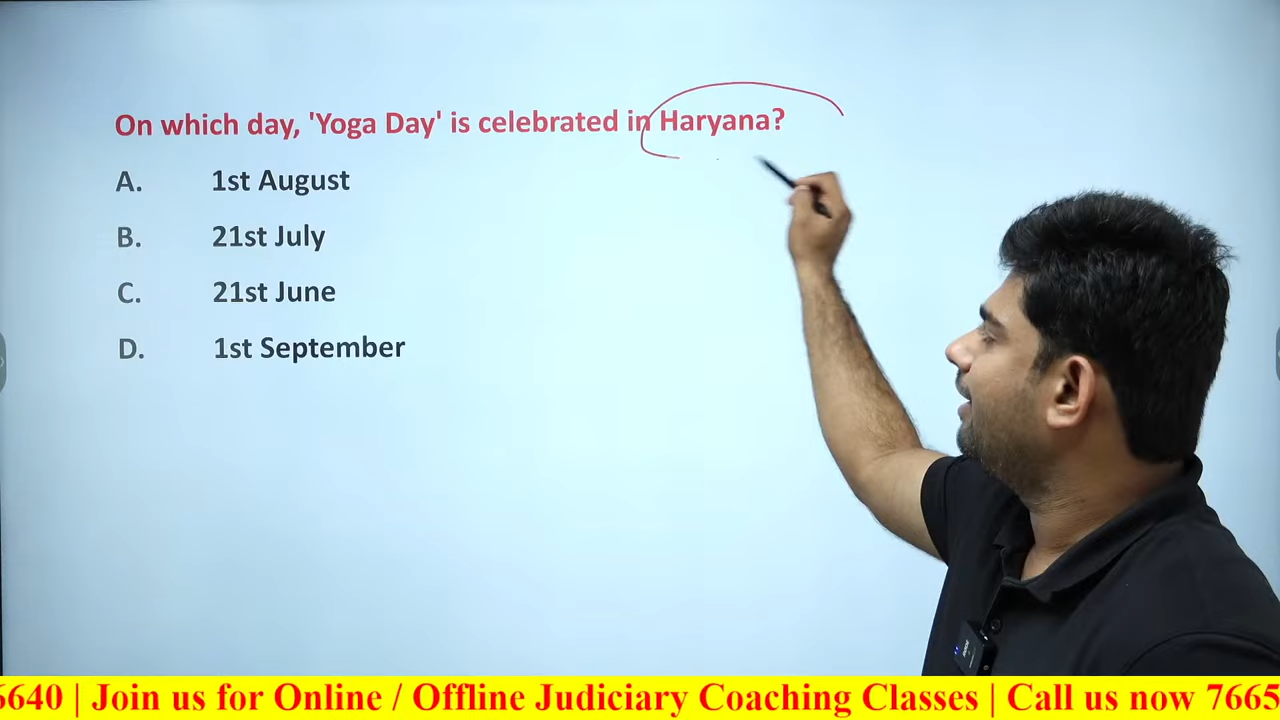 On which day, 'Yoga Day' is celebrated in Haryana?
A. 1st August
B. 21st July
C. 21st June
D. 1st September
6640 | Join us for Online / Offline Judiciary Coaching Classes | Call us now 7665